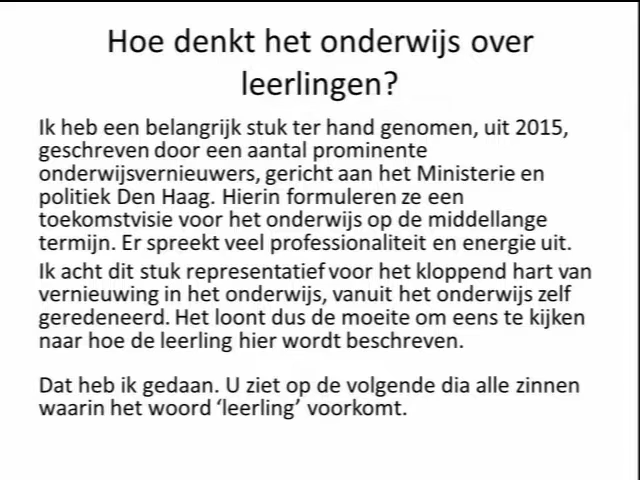 Hoe denkt het onderwijs over
leerlingen?
Ik heb een belangrijk stuk ter hand genomen, uit 2015,
geschreven door een aantal prominente
onderwijsvernieuwers, gericht aan het Ministerie en
politiek Den Haag. Hierin formuleren ze een
toekomstvisie voor het onderwijs op de middellange
termijn. Er spreekt veel professionaliteit en energie uit.
Ik acht dit stuk representatief voor het kloppend hart van
vernieuwing in het onderwijs, vanuit het onderwijs zelf
geredeneerd. Het loont dus de moeite om eens te kijken
naar hoe de leerling hier wordt beschreven.
Dat heb ik gedaan. U ziet op de volgende dia alle zinnen
waarin het woord ‘leerling’ voorkomt.